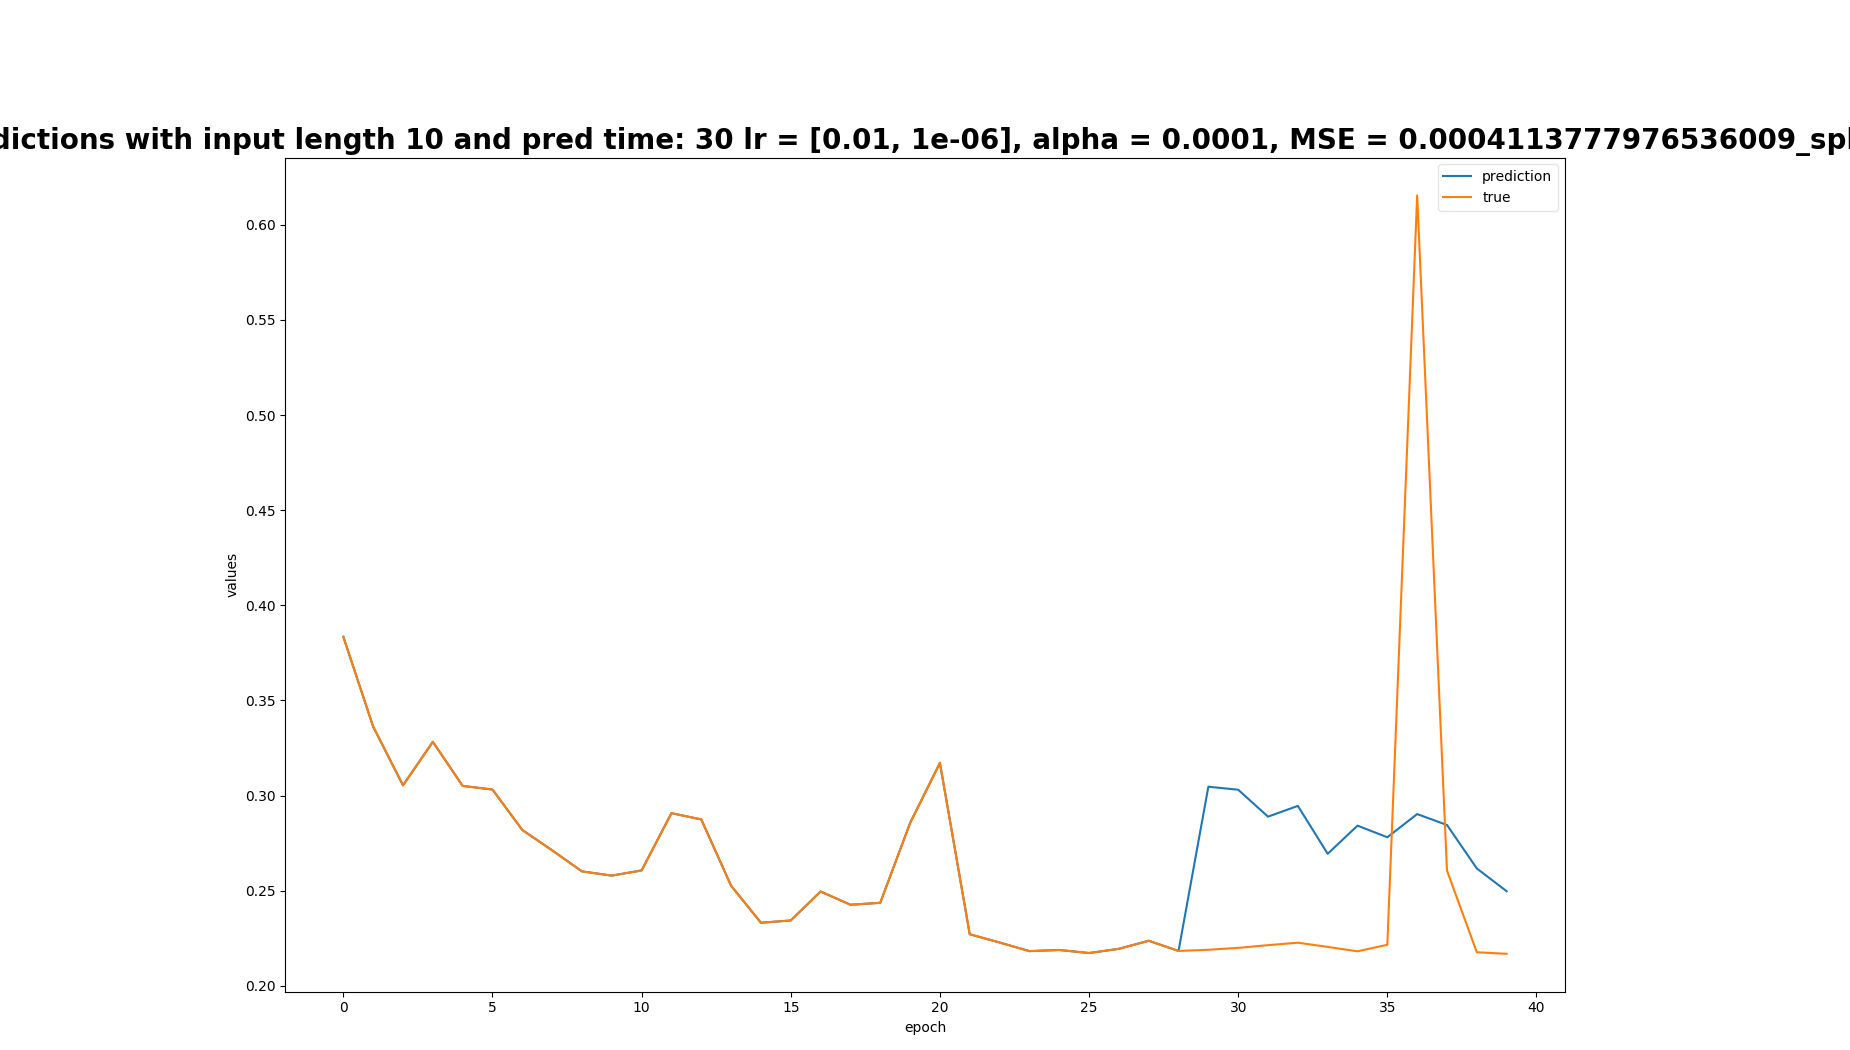 dictions with input length 10 and pred time: 30 lr = [0.01, 1e-06], alpha = 0.0001, MSE = 0.0004113777976536009_spl
prediction
true
0.60
0.55
0.50
0.45
0.40
0.35
0.30
0.25
0.20
values
0 5 10 15 20 25 30 35 40
epoch